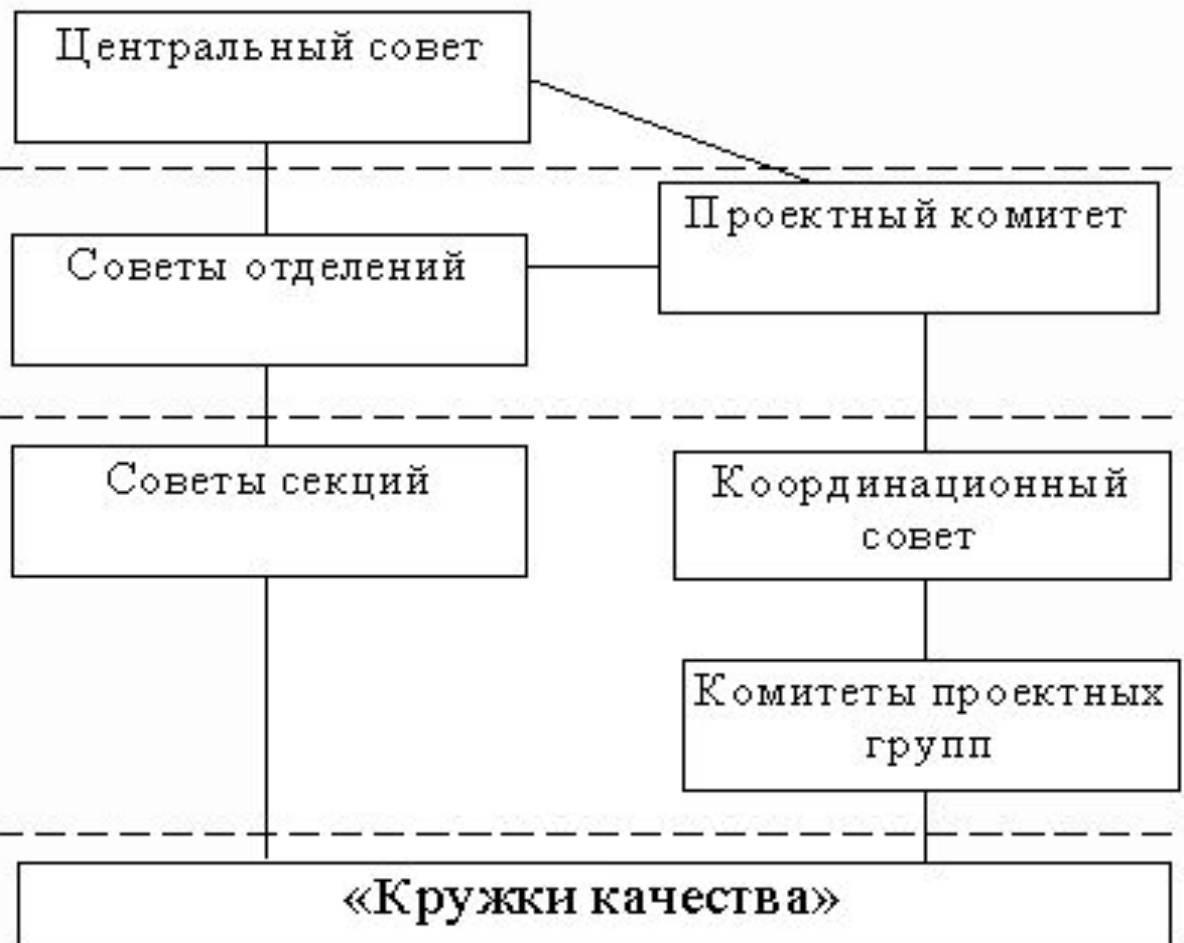 Центральный совет
Проектный комитет
Советы отделений
Советы секций
Координационный
совет
Комитеты проектных
групп
«Кружки качества»